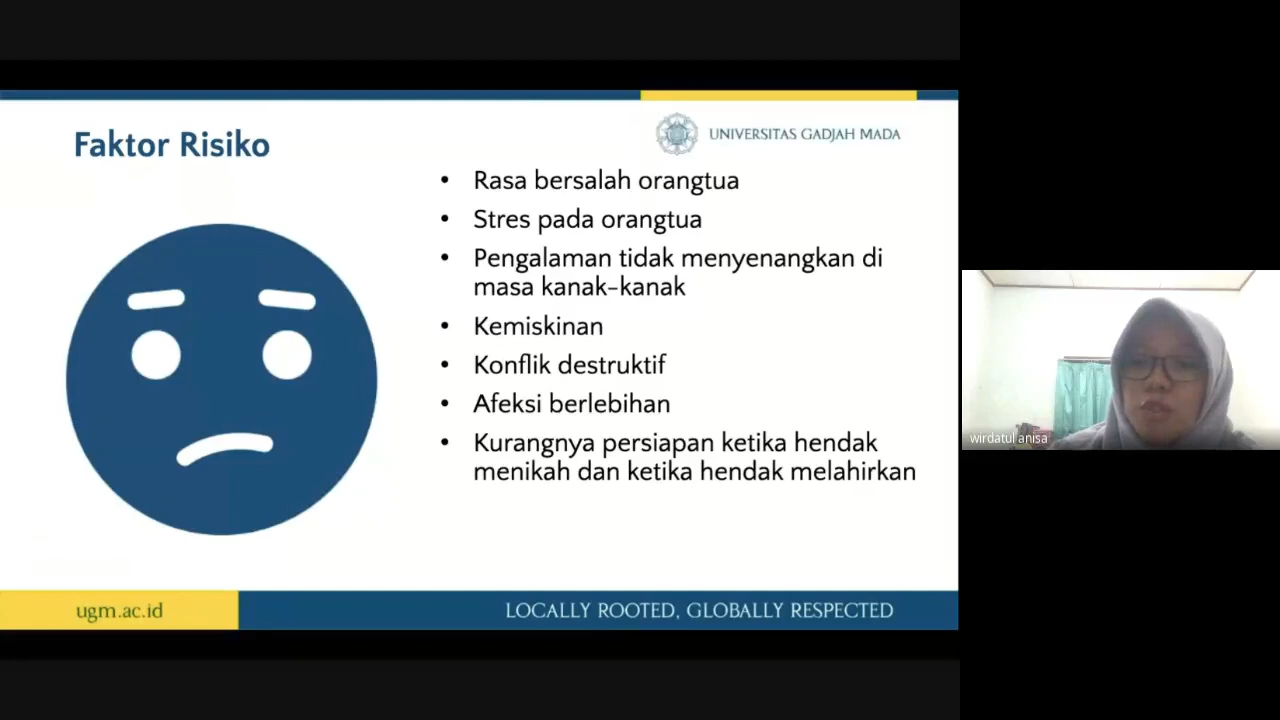 Faktor Risiko
UNIVERSITAS GADJAH MADA
• Rasa bersalah orangtua
• Stres pada orangtua
• Pengalaman tidak menyenangkan di
masa kanak-kanak
• Kemiskinan
• Konflik destruktif
• Afeksi berlebihan
• Kurangnya persiapan ketika hendak
menikah dan ketika hendak melahirkan
wirdatul anisa
ugm.ac.id
LOCALLY ROOTED, GLOBALLY RESPECTED